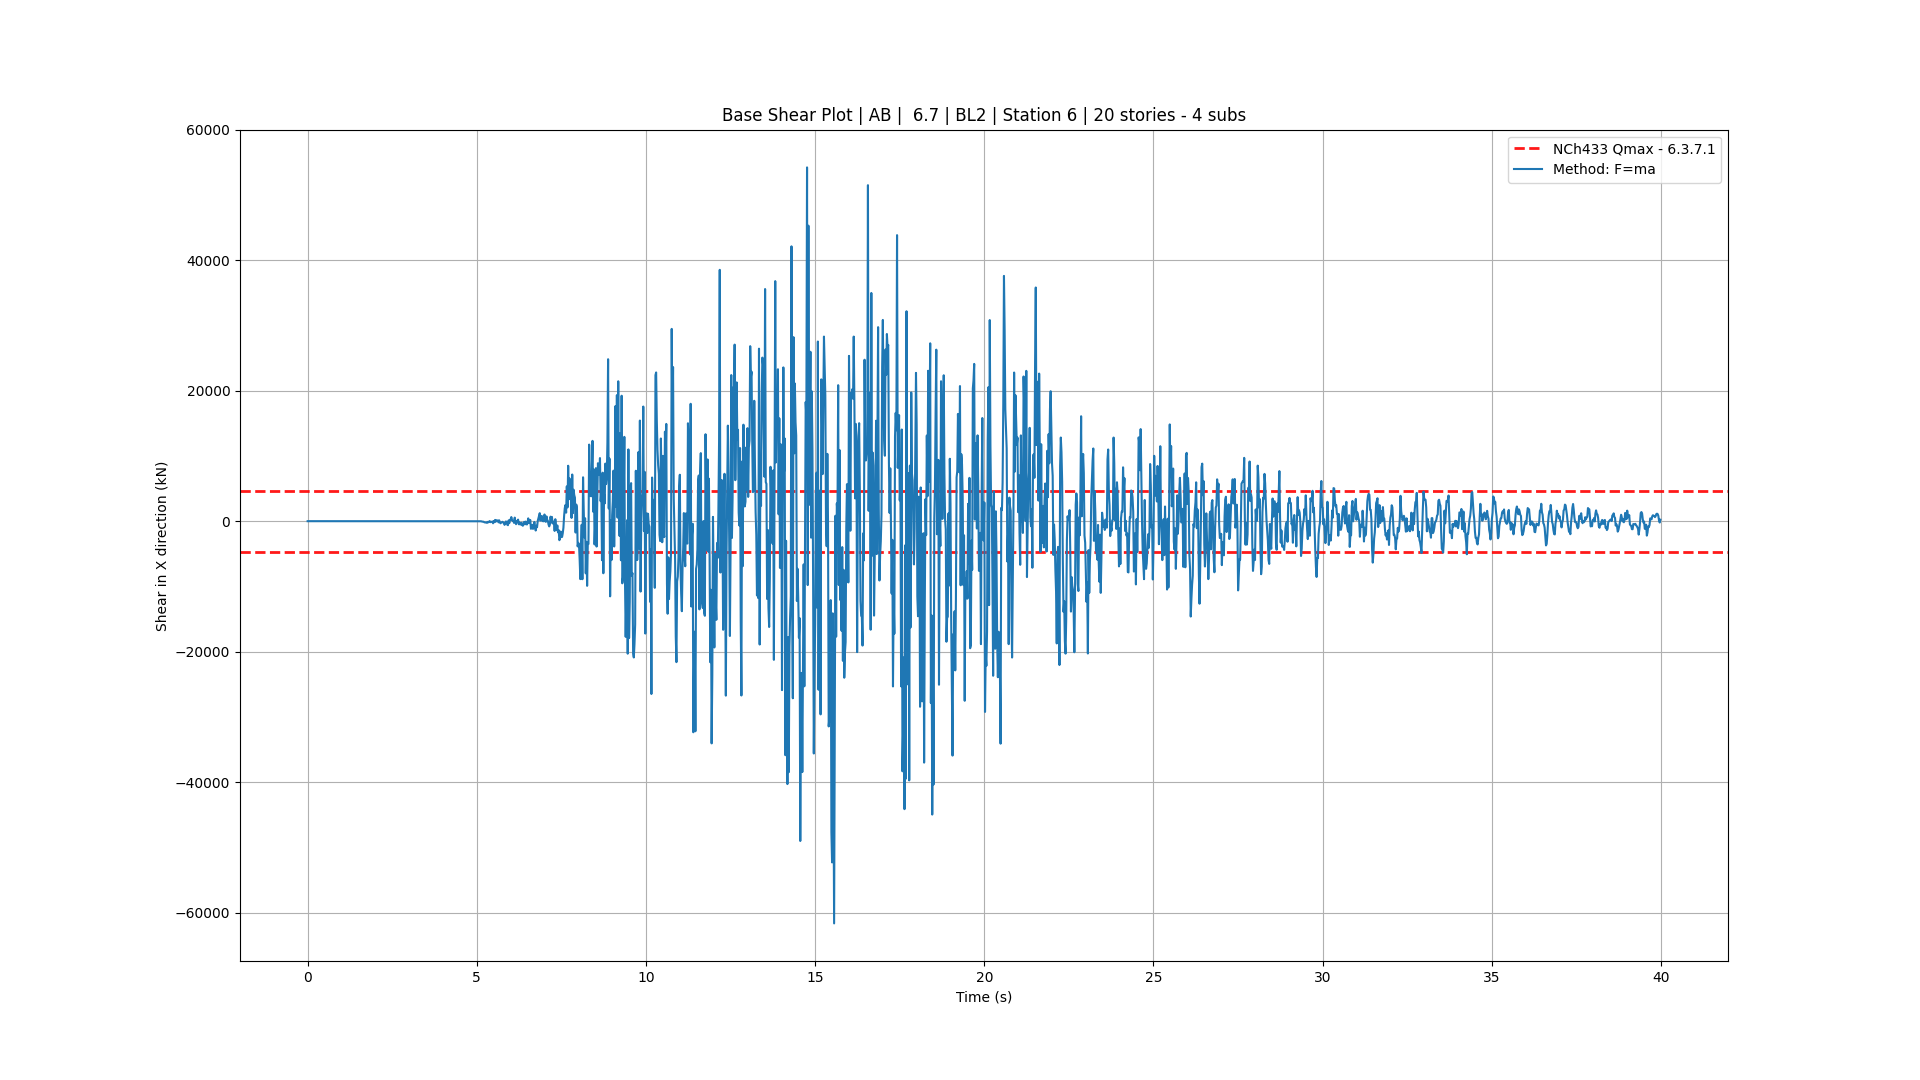 Base Shear Plot | AB |  6.7 | BL2 | Station 6 | 20 stories - 4 subs
NCh433 Qmax - 6.3.7.1
Method: F=ma
Shear in X direction (kN)
60000
40000
20000
0
−20000
−40000
−60000
0 5 10 15 20 25 30 35 40
Time (s)